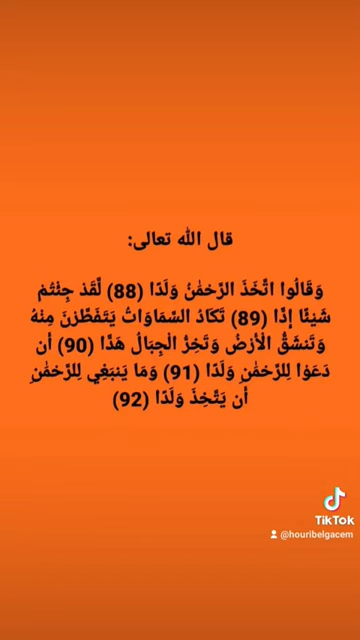 قال الله تعالى:
وَقَالُوا اتَّخَذَ الرَّحْمَٰنُ وَلَدًا (88) لَّقَدْ جِئْتُمْ
شَيْئًا إِدًّا (89) تَكَادُ السَّمَاوَاتُ يَتَفَطَّرْنَ مِنْهُ
وَتَنشَقُّ الْأَرْضُ وَتَخِرُّ الْجِبَالُ هَدًّا (90) أَن
دَعَوْا لِلرَّحْمَٰنِ وَلَدًا (91) وَمَا يَنبَغِي لِلرَّحْمَٰنِ
أَن يَتَّخِذَ وَلَدًا (92)
TikTok
@houribelgacem